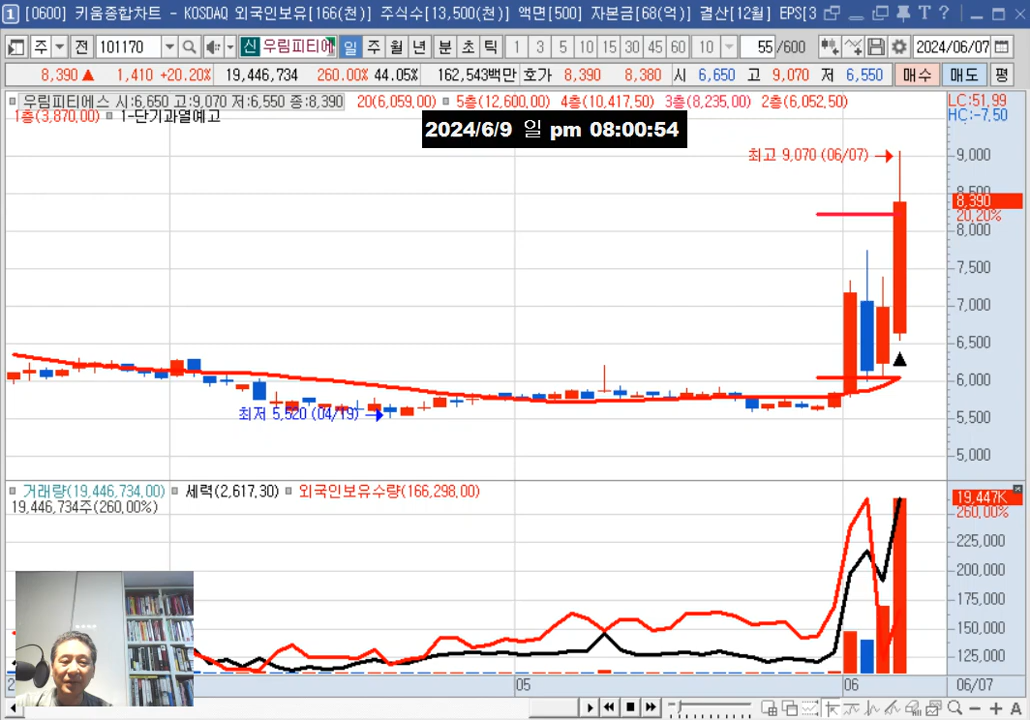 [0600] 키움종합차트 - KOSDAQ 외국인보유[166(천)] 주식수[13,500(천)] 액면[500] 자본금[68(억)] 결산[12월] EPS[3
주 전 101170 신 우림피티에 일 주 월 년 분 초 틱 1 3 5 10 15 30 45 60 10 55 /600 2024/06/07
8,390 ▲ 1,410 +20.20% 19,446,734 260.00% 44.05% 162,543백만 호가 8,390 8,380 시 6,650 고 9,070 저 6,550 매수 매도 평
우림피티에스 시:6,650 고:9,070 저:6,550 종:8,390 20(6,059.00) 5층(12,600.00) 4층(10,417.50) 3층(8,235.00) 2층(6,052.50) LC:51.99
1층(3,870.00) 1-단기과열예고 HC:-7.50
2024/6/9 일 pm 08:00:54
최고 9,070 (06/07) 9,000
8,500
8,390
20.20%
8,000
7,500
7,000
6,500
6,000
최저 5,520 (04/19) 5,500
5,000
거래량(19,446,734.00) 세력(2,617.30) 외국인보유수량(166,298.00) 19,447K
19,446,734주(260.00%) 260.00%
225,000
200,000
175,000
150,000
125,000
05 06 06/07